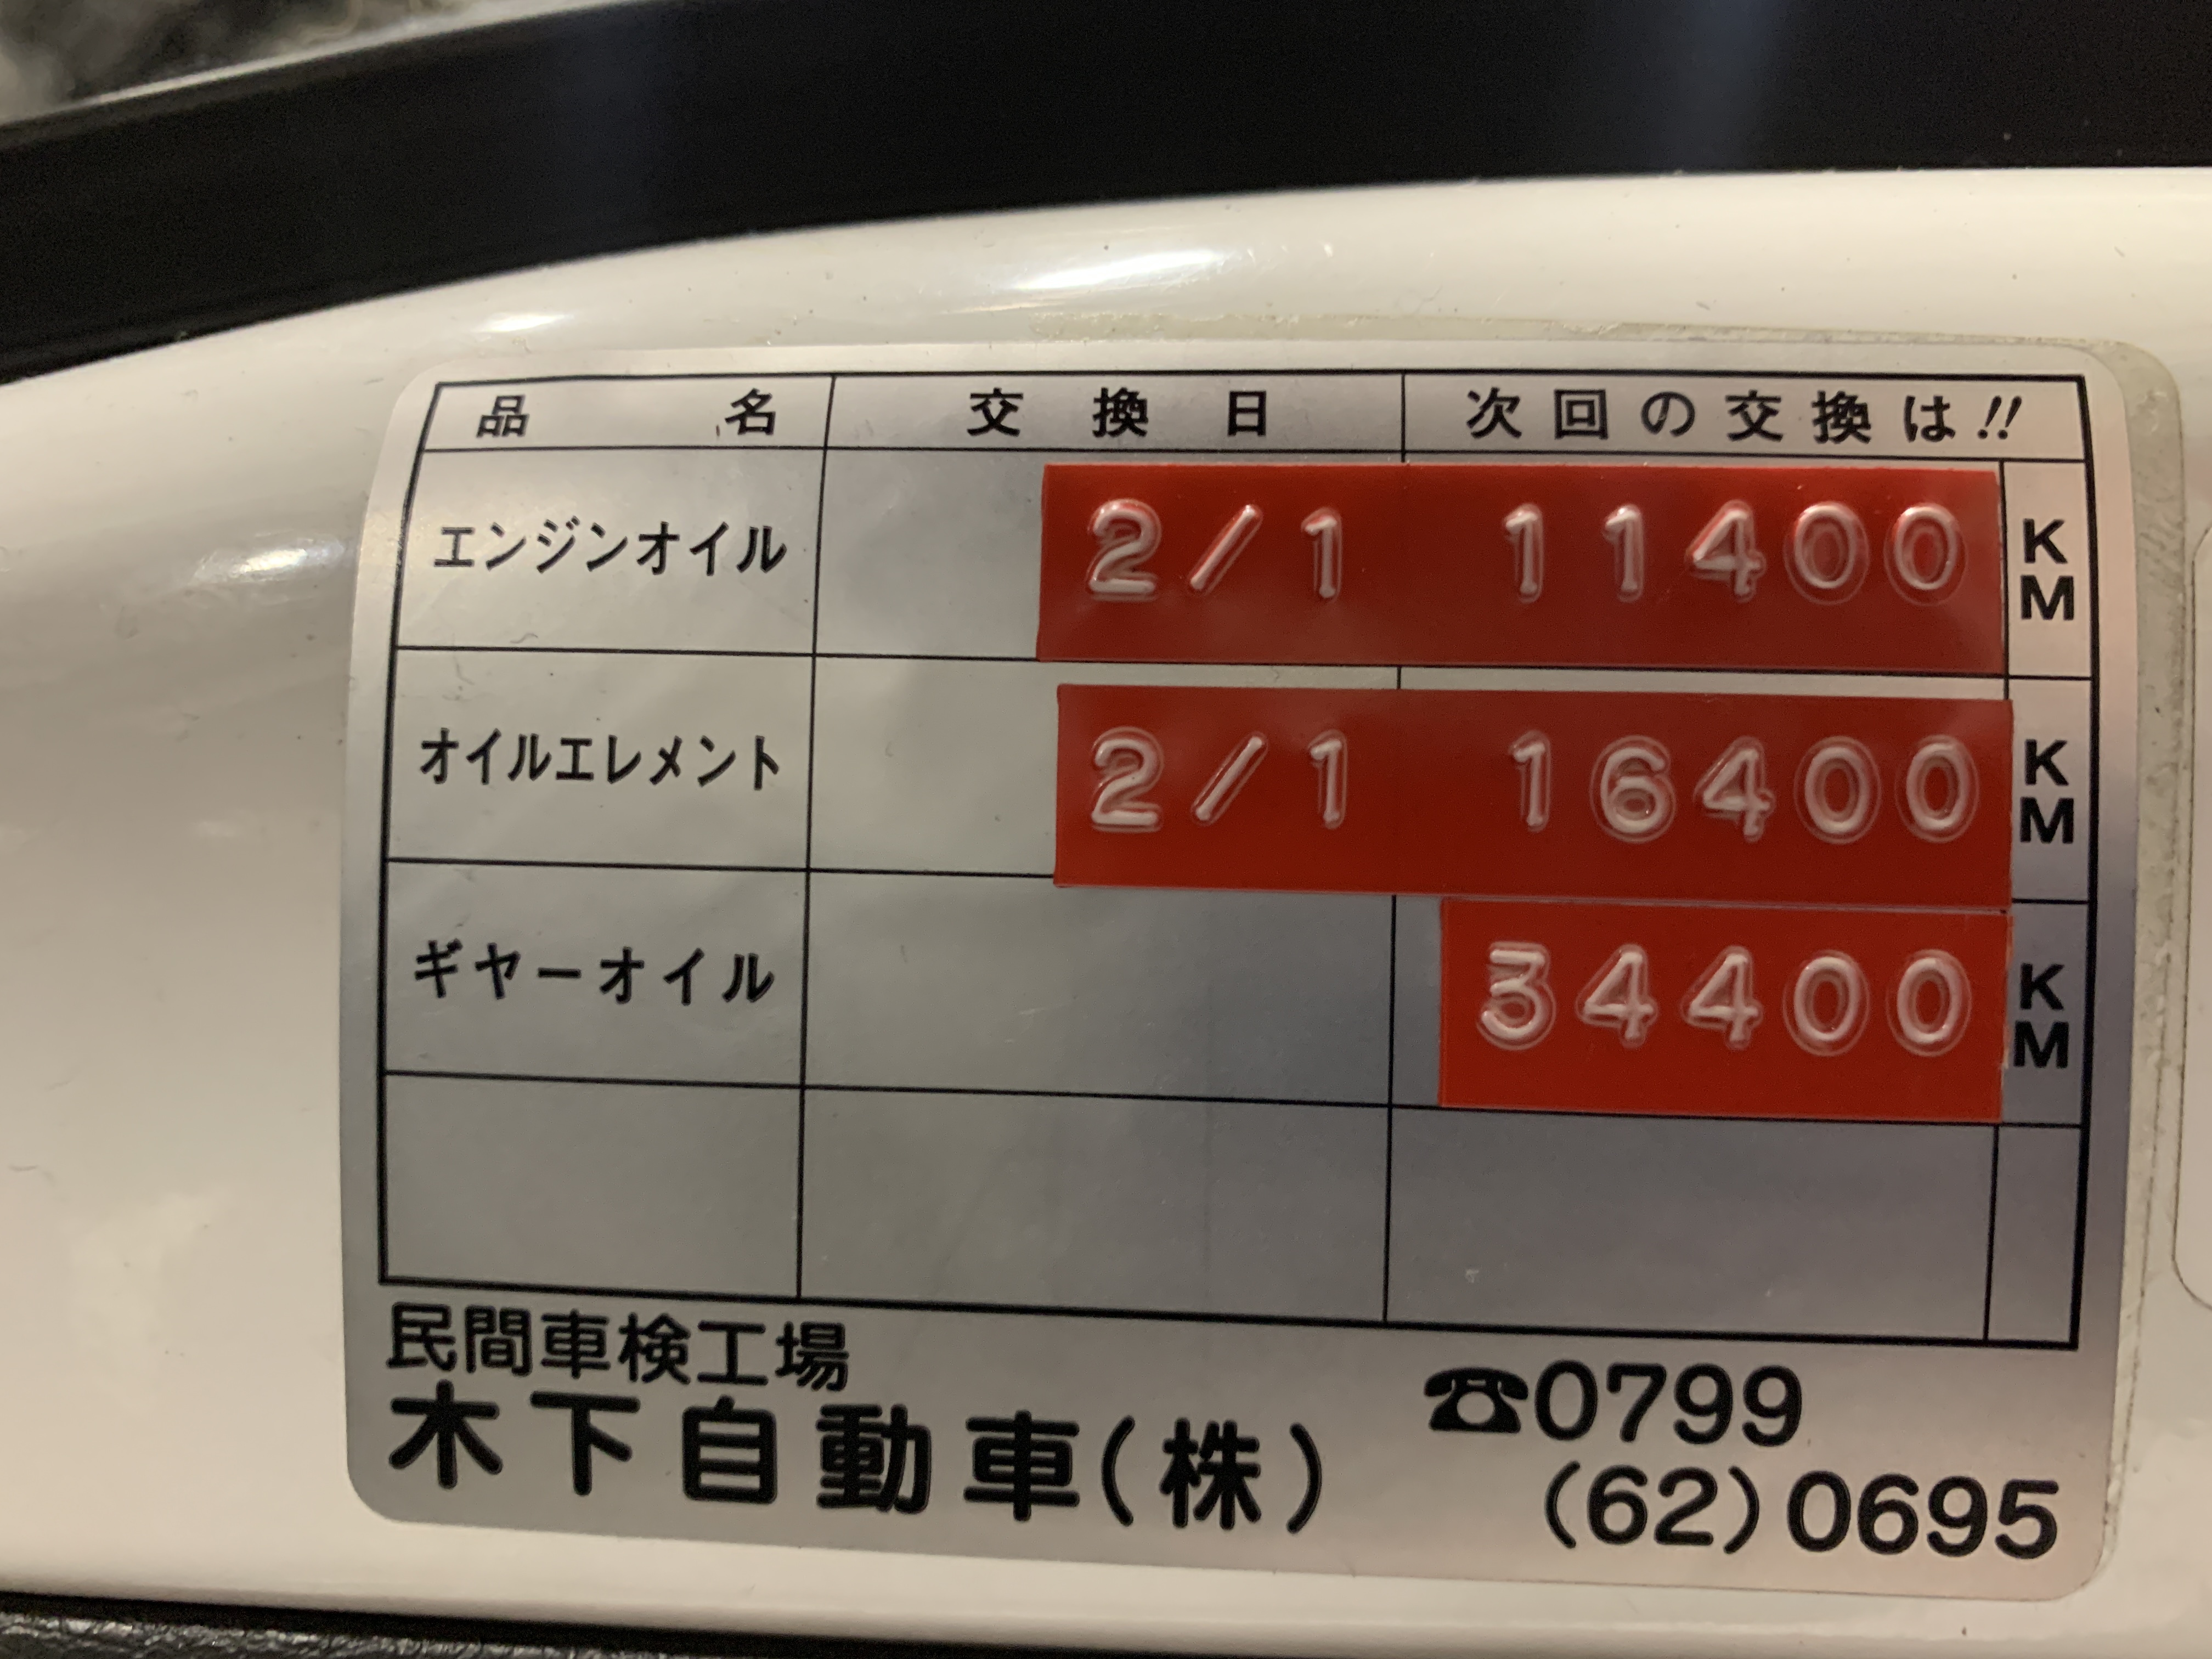 品名 交換日 次回の交換は!!
エンジンオイル 2/1 11400 KM
オイルエレメント 2/1 16400 KM
ギヤーオイル 34400 KM
民間車検工場
木下自動車(株) ☎0799
(62)0695